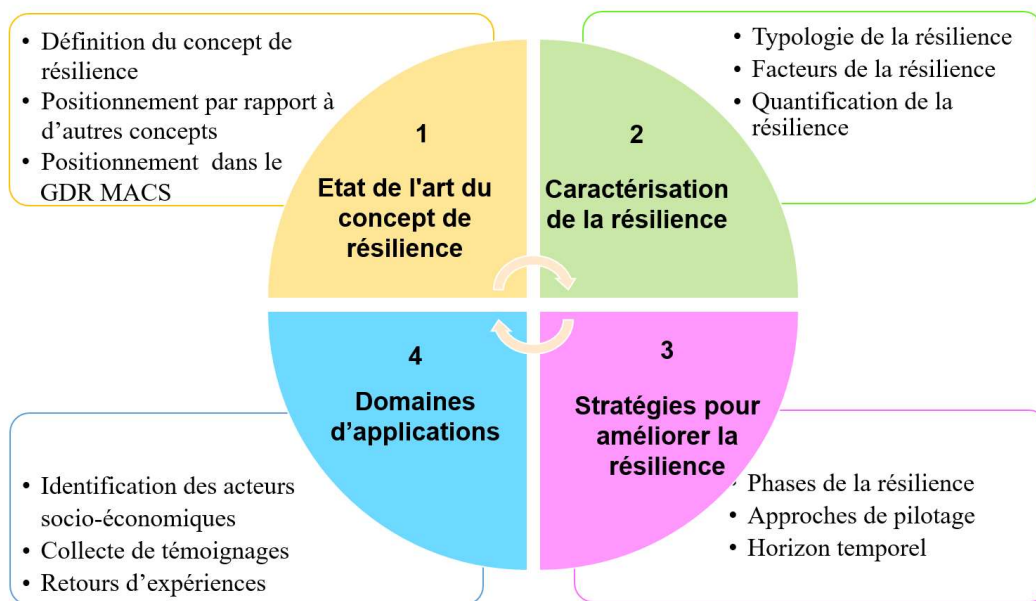 • Définition du concept de
résilience
• Positionnement par rapport à
d’autres concepts
• Positionnement dans le
GDR MACS
1
Etat de l'art du
concept de
résilience
2
Caractérisation
de la résilience
• Typologie de la résilience
• Facteurs de la résilience
• Quantification de la
résilience
4
Domaines
d’applications
• Identification des acteurs
socio-économiques
• Collecte de témoignages
• Retours d’expériences
3
Stratégies pour
améliorer la
résilience
• Phases de la résilience
• Approches de pilotage
• Horizon temporel